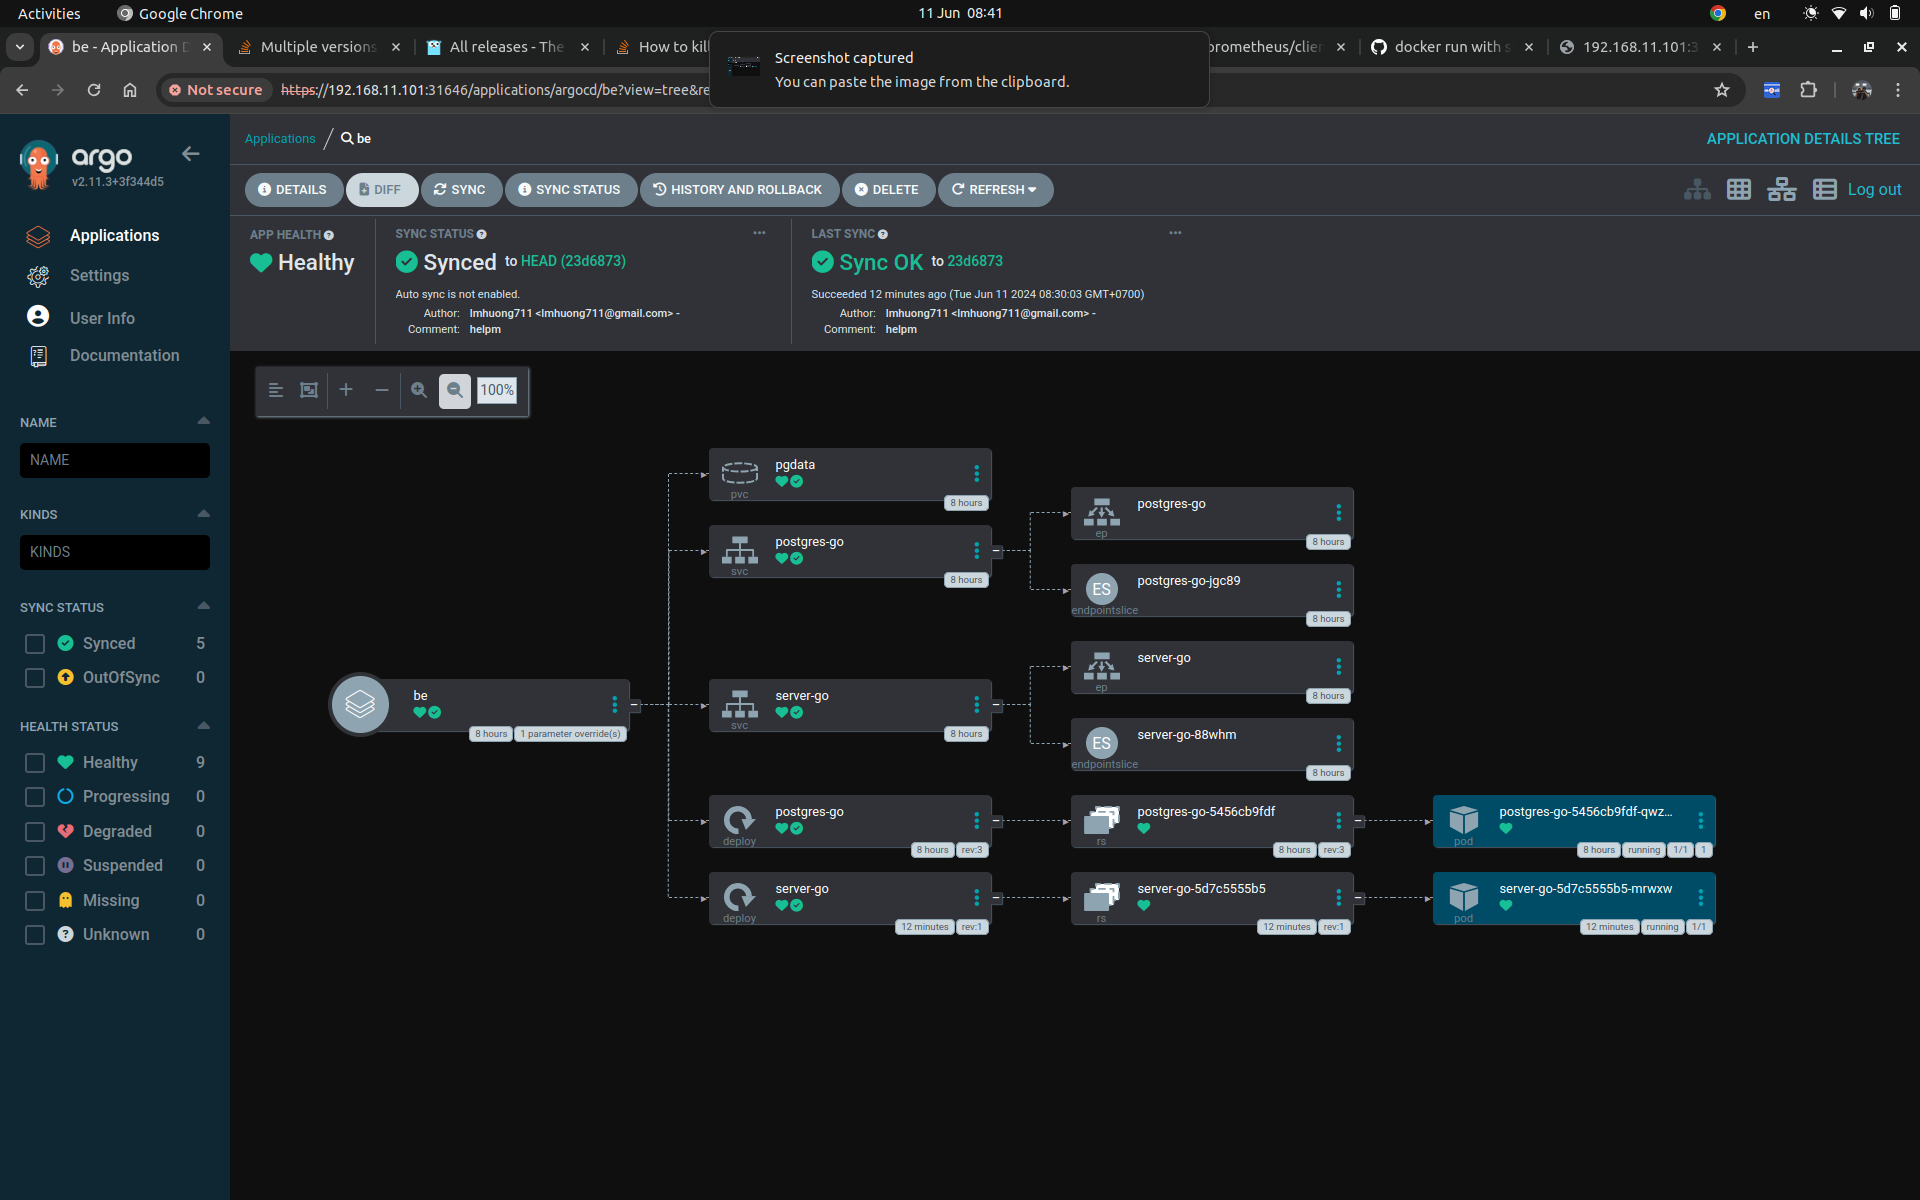 Activities
Google Chrome
11 Jun 08:41
en
be - Application D
Multiple versions
All releases - The
How to kil
prometheus/clien
docker run with s
192.168.11.101:3
Screenshot captured
You can paste the image from the clipboard.
Not secure
https://192.168.11.101:31646/applications/argocd/be?view=tree&re
argo
v2.11.3+3f344d5
Applications
Settings
User Info
Documentation
NAME
NAME
KINDS
KINDS
SYNC STATUS
Synced 5
OutOfSync 0
HEALTH STATUS
Healthy 9
Progressing 0
Degraded 0
Suspended 0
Missing 0
Unknown 0
Applications / be
APPLICATION DETAILS TREE
DETAILS
DIFF
SYNC
SYNC STATUS
HISTORY AND ROLLBACK
DELETE
REFRESH
Log out
APP HEALTH
Healthy
SYNC STATUS
Synced to HEAD (23d6873)
Auto sync is not enabled.
Author: lmhuong711 <lmhuong711@gmail.com> -
Comment: helpm
LAST SYNC
Sync OK to 23d6873
Succeeded 12 minutes ago (Tue Jun 11 2024 08:30:03 GMT+0700)
Author: lmhuong711 <lmhuong711@gmail.com> -
Comment: helpm
100%
be
8 hours
1 parameter override(s)
pgdata
pvc
8 hours
postgres-go
svc
8 hours
postgres-go
ep
8 hours
ES
postgres-go-jgc89
endpointslice
8 hours
server-go
svc
8 hours
server-go
ep
8 hours
ES
server-go-88whm
endpointslice
8 hours
postgres-go
deploy
8 hours
rev:3
postgres-go-5456cb9fdf
rs
8 hours
rev:3
postgres-go-5456cb9fdf-qwz...
pod
8 hours
running
1/1
1
server-go
deploy
12 minutes
rev:1
server-go-5d7c5555b5
rs
12 minutes
rev:1
server-go-5d7c5555b5-mrwxw
pod
12 minutes
running
1/1